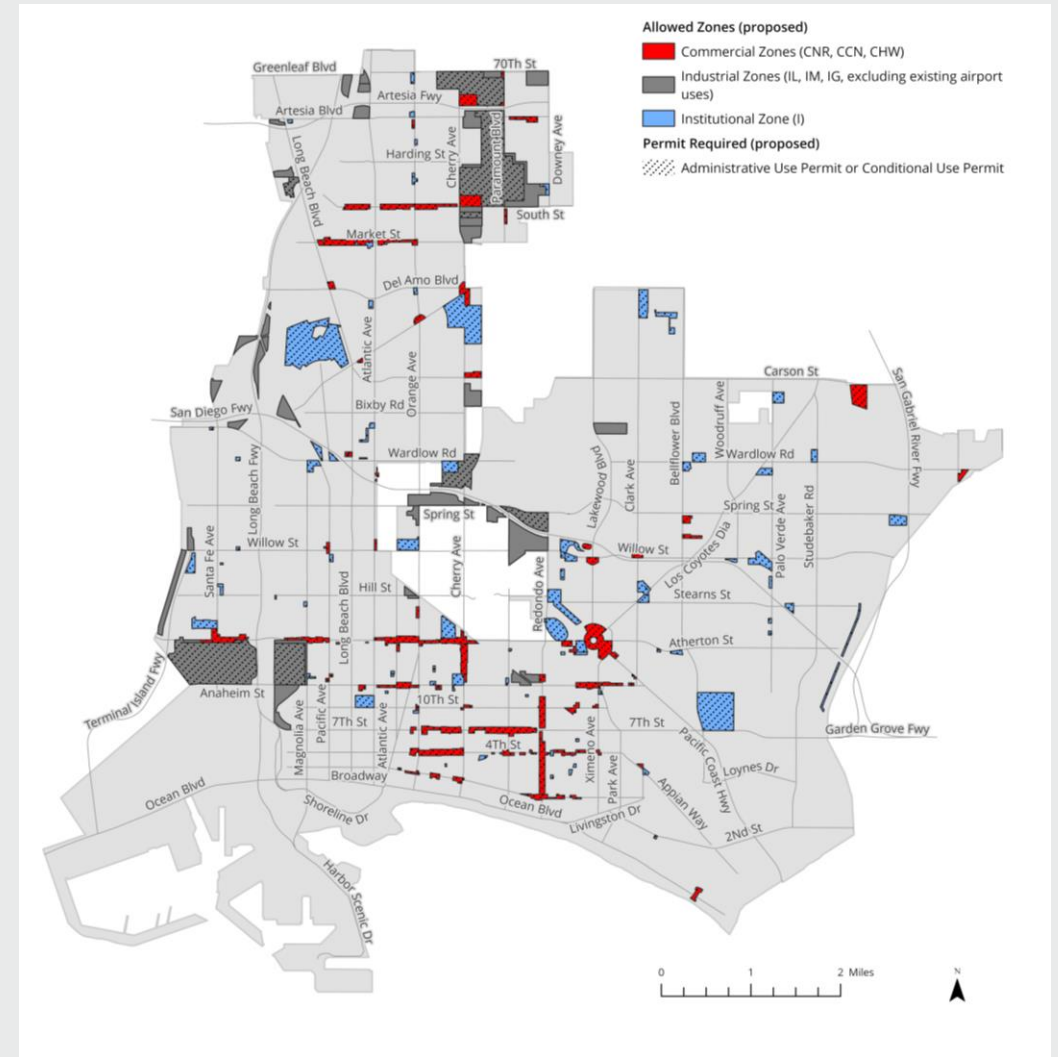 Allowed Zones (proposed)
Commercial Zones (CNR, CCN, CHW)
Industrial Zones (IL, IM, IG, excluding existing airport
uses)
Institutional Zone (I)
Permit Required (proposed)
Administrative Use Permit or Conditional Use Permit
Greenleaf Blvd
70Th St
Artesia Fwy
Artesia Blvd
Long Beach Blvd
Harding St
Cherry Ave
Paramount Blvd
Downey Ave
South St
Market St
Del Amo Blvd
Atlantic Ave
Orange Ave
Carson St
San Gabriel River Fwy
Bixby Rd
San Diego Fwy
Woodruff Ave
Bellflower Blvd
Wardlow Rd
Wardlow Rd
Lakewood Blvd
Clark Ave
Long Beach Fwy
Spring St
Spring St
Palo Verde Ave
Studebaker Rd
Santa Fe Ave
Willow St
Willow St
Los Coyotes Dia
Cherry Ave
Redondo Ave
Hill St
Stearns St
Long Beach Blvd
Atherton St
Terminal Island Fwy
Anaheim St
10Th St
Magnolia Ave
Pacific Ave
7Th St
Atlantic Ave
7Th St
Garden Grove Fwy
4Th St
Ximeno Ave
Park Ave
Pacific Coast Hwy
Loynes Dr
Broadway
Ocean Blvd
Shoreline Dr
Ocean Blvd
Livingston Dr
Appian Way
2Nd St
Harbor Scenic Dr
0 1 2 Miles
N